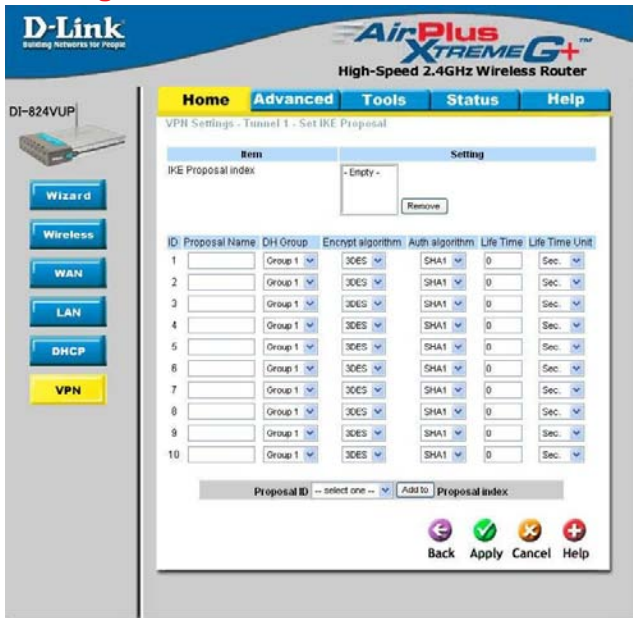 D-Link
Building Networks for People
AirPlus
XTREME G+™
High-Speed 2.4GHz Wireless Router
DI-824VUP
Home Advanced Tools Status Help
VPN Settings - Tunnel 1 - Set IKE Proposal
Item Setting
IKE Proposal index - Empty -
Remove
Wizard
Wireless
WAN
LAN
DHCP
VPN
ID Proposal Name DH Group Encrypt algorithm Auth algorithm Life Time Life Time Unit
1 Group 1 3DES SHA1 0 Sec.
2 Group 1 3DES SHA1 0 Sec.
3 Group 1 3DES SHA1 0 Sec.
4 Group 1 3DES SHA1 0 Sec.
5 Group 1 3DES SHA1 0 Sec.
6 Group 1 3DES SHA1 0 Sec.
7 Group 1 3DES SHA1 0 Sec.
8 Group 1 3DES SHA1 0 Sec.
9 Group 1 3DES SHA1 0 Sec.
10 Group 1 3DES SHA1 0 Sec.
Proposal ID -- select one -- Add to Proposal index
Back Apply Cancel Help